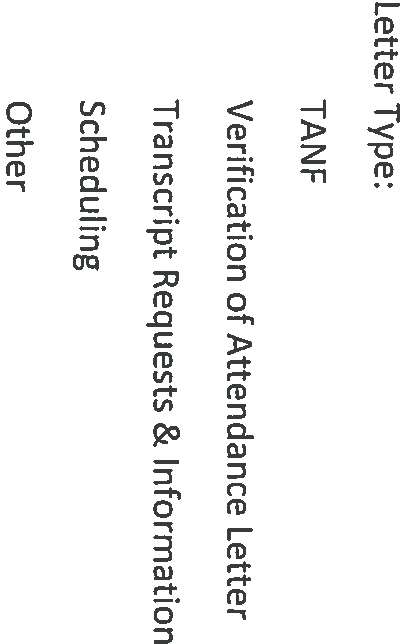 Letter Type:
TANF
Verification of Attendance Letter
Transcript Requests & Information
Scheduling
Other